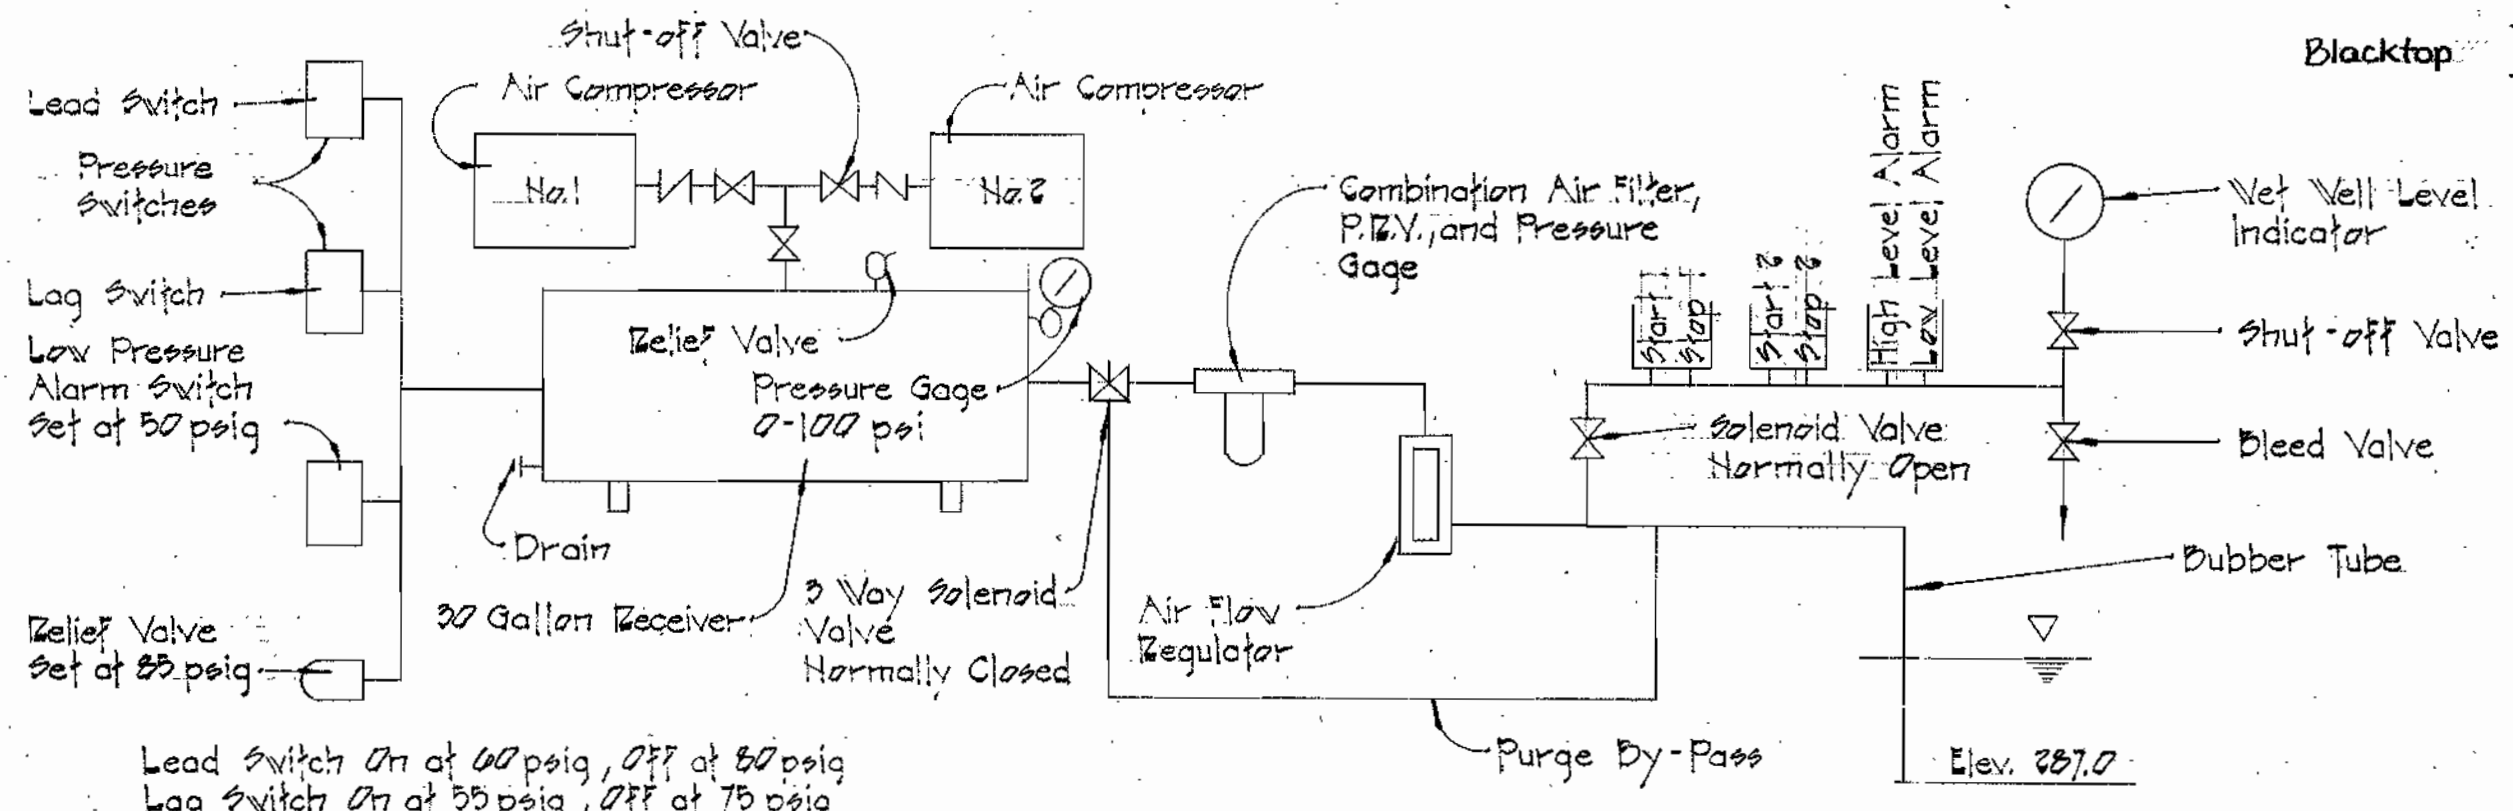 Blacktop
Shut-off Valve
Air Compressor
Air Compressor
Lead Switch
Pressure
Switches
No.1
No.2
Lag Switch
Low Pressure
Alarm Switch
Set at 50 psig
Relief Valve
Set at 85 psig
Relief Valve
Pressure Gage
0-100 psi
Drain
30 Gallon Receiver
3 Way Solenoid
Valve
Normally Closed
Combination Air Filter,
P.R.V., and Pressure
Gage
Air Flow
Regulator
Start 1
Stop 1
Start 2
Stop 2
High Level Alarm
Low Level Alarm
Wet Well Level
Indicator
Shut-off Valve
Solenoid Valve
Normally Open
Bleed Valve
Bubber Tube
Purge By-Pass
Elev. 287.0
Lead Switch On at 60 psig, Off at 80 psig
Lag Switch On at 55 psig, Off at 75 psig